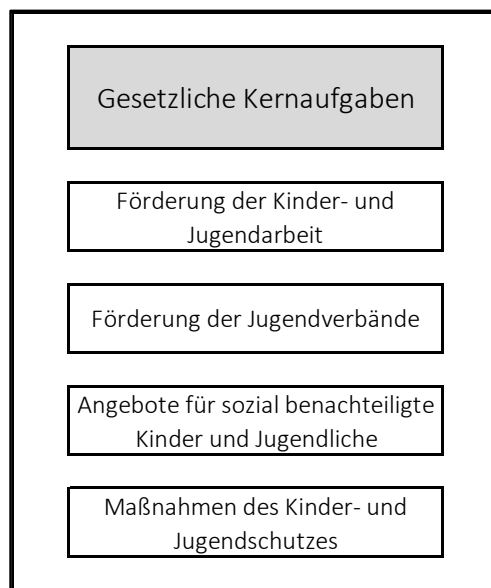 Gesetzliche Kernaufgaben
Förderung der Kinder- und
Jugendarbeit
Förderung der Jugendverbände
Angebote für sozial benachteiligte
Kinder und Jugendliche
Maßnahmen des Kinder- und
Jugendschutzes